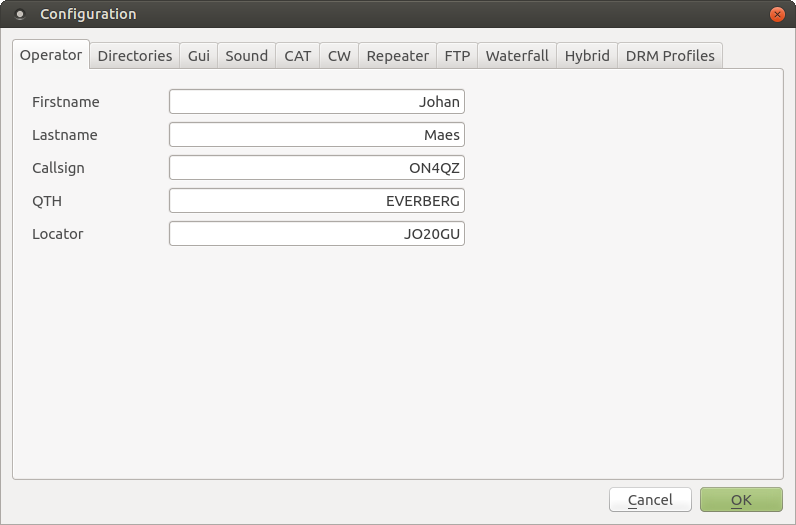 Configuration
Operator Directories Gui Sound CAT CW Repeater FTP Waterfall Hybrid DRM Profiles
Firstname Johan
Lastname Maes
Callsign ON4QZ
QTH EVERBERG
Locator JO20GU
Cancel OK